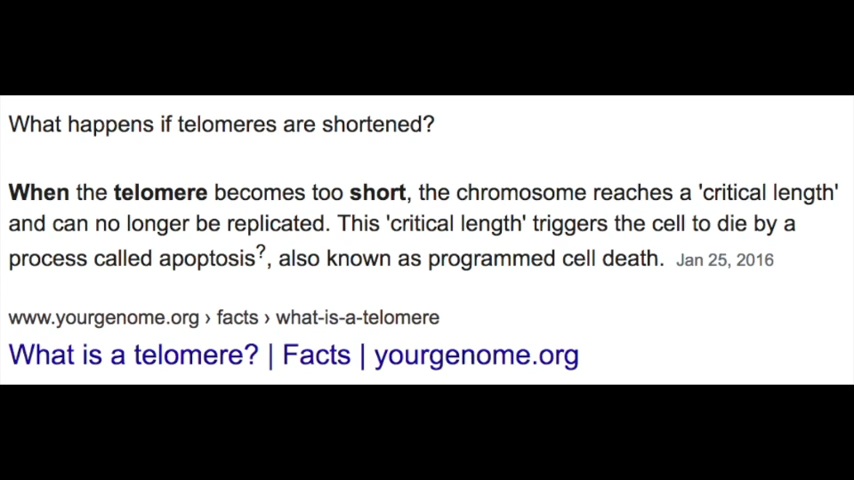 What happens if telomeres are shortened?
When the telomere becomes too short, the chromosome reaches a 'critical length'
and can no longer be replicated. This 'critical length' triggers the cell to die by a
process called apoptosis?, also known as programmed cell death. Jan 25, 2016
www.yourgenome.org › facts › what-is-a-telomere
What is a telomere? | Facts | yourgenome.org